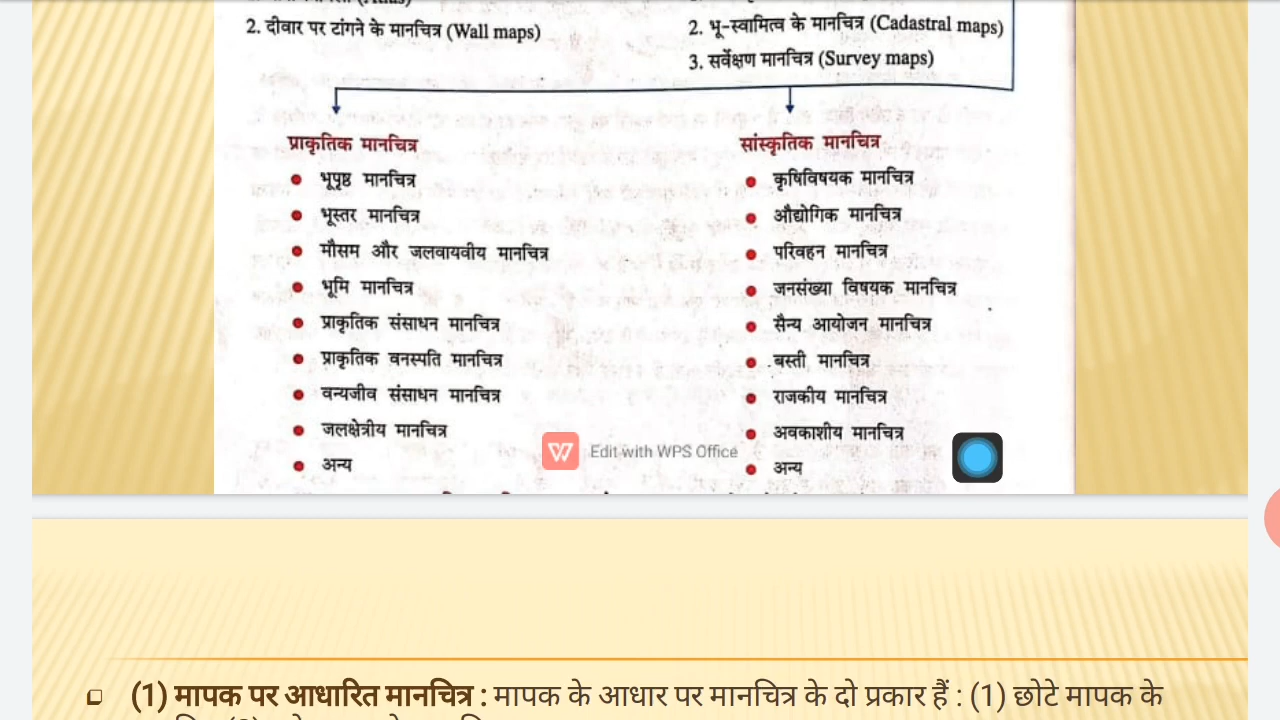 2. दीवार पर टांगने के मानचित्र (Wall maps)
2. भू-स्वामित्व के मानचित्र (Cadastral maps)
3. सर्वेक्षण मानचित्र (Survey maps)
प्राकृतिक मानचित्र
भूपृष्ठ मानचित्र
भूस्तर मानचित्र
मौसम और जलवायवीय मानचित्र
भूमि मानचित्र
प्राकृतिक संसाधन मानचित्र
प्राकृतिक वनस्पति मानचित्र
वन्यजीव संसाधन मानचित्र
जलक्षेत्रीय मानचित्र
अन्य
सांस्कृतिक मानचित्र
कृषिविषयक मानचित्र
औद्योगिक मानचित्र
परिवहन मानचित्र
जनसंख्या विषयक मानचित्र
सैन्य आयोजन मानचित्र
बस्ती मानचित्र
राजकीय मानचित्र
अवकाशीय मानचित्र
अन्य
Edit with WPS Office
(1) मापक पर आधारित मानचित्र : मापक के आधार पर मानचित्र के दो प्रकार हैं : (1) छोटे मापक के